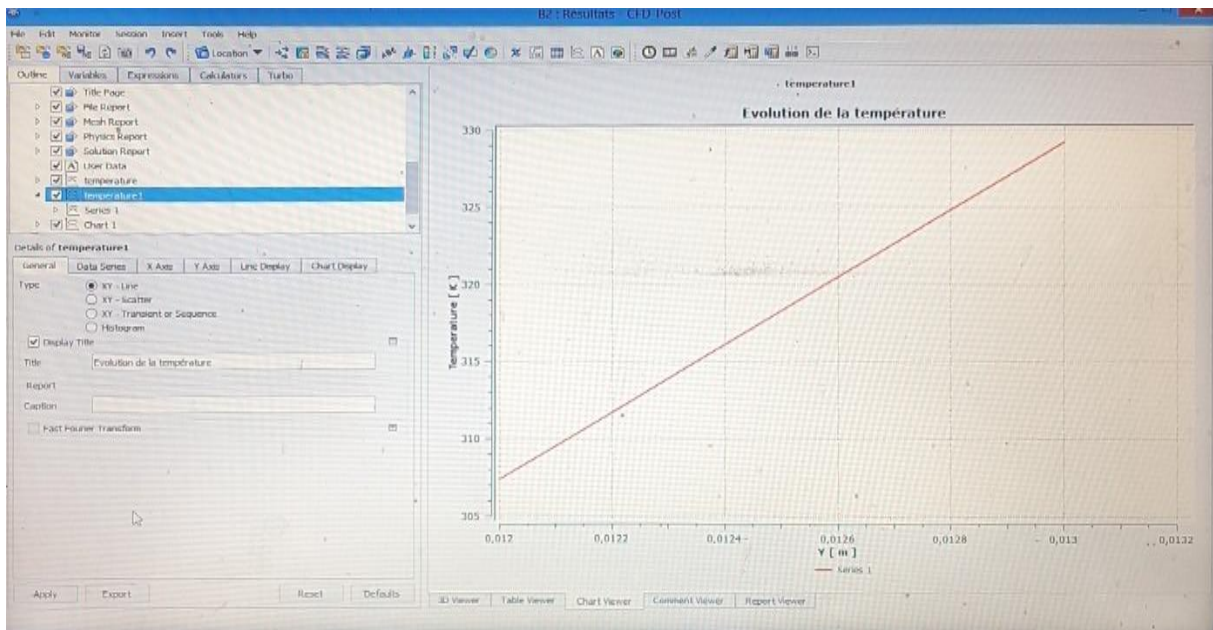 B2 : Résultats - CFD-Post
File Edit Monitor Session Insert Tools Help
Location
Outline Variables Expressions Calculators Turbo
Title Page
File Report
Mesh Report
Physics Report
Solution Report
User Data
temperature
temperature1
Series 1
Chart 1
Details of temperature1
General Data Series X Axis Y Axis Line Display Chart Display
Type
XY - Line
XY - Scatter
XY - Transient or Sequence
Histogram
Display Title
Title Evolution de la température
Report
Caption
Fast Fourier Transform
Apply Export Reset Defaults
temperature1
Evolution de la température
330
325
320
315
310
305
Temperature [ K ]
0,012 0,0122 0,0124 0,0126 0,0128 0,013 0,0132
Y [ m ]
Series 1
3D Viewer Table Viewer Chart Viewer Comment Viewer Report Viewer